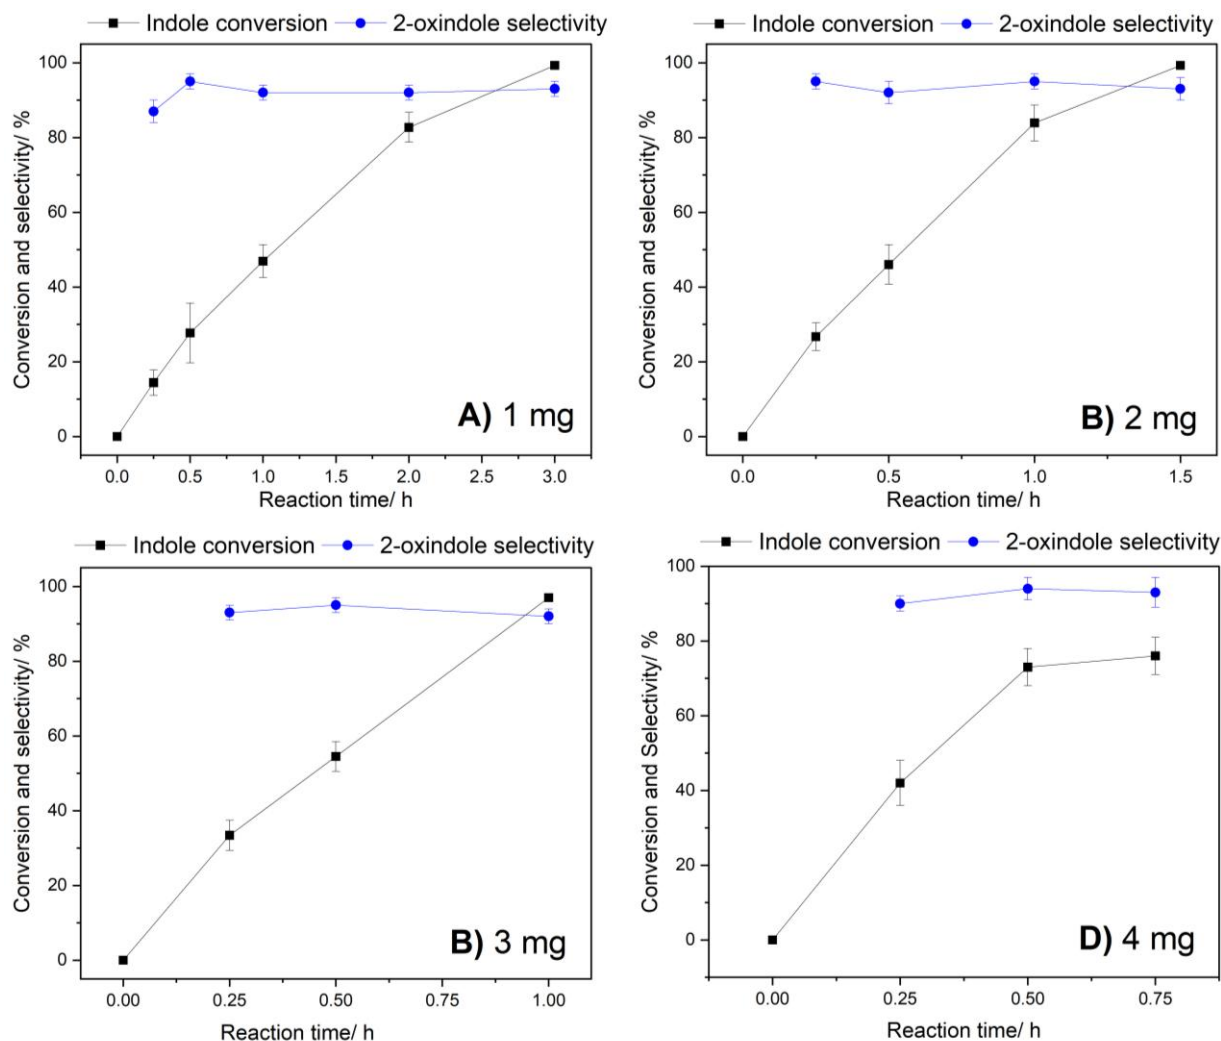 Indole conversion 2-oxindole selectivity
Conversion and selectivity/ %
100
80
60
40
20
0
A) 1 mg
0.0 0.5 1.0 1.5 2.0 2.5 3.0
Reaction time/ h
Indole conversion 2-oxindole selectivity
Conversion and selectivity/ %
100
80
60
40
20
0
B) 2 mg
0.0 0.5 1.0 1.5
Reaction time/ h
Indole conversion 2-oxindole selectivity
Conversion and selectivity/ %
100
80
60
40
20
0
B) 3 mg
0.00 0.25 0.50 0.75 1.00
Reaction time/ h
Indole conversion 2-oxindole selectivity
Conversion and Selectivity/ %
100
80
60
40
20
0
D) 4 mg
0.00 0.25 0.50 0.75
Reaction time/ h